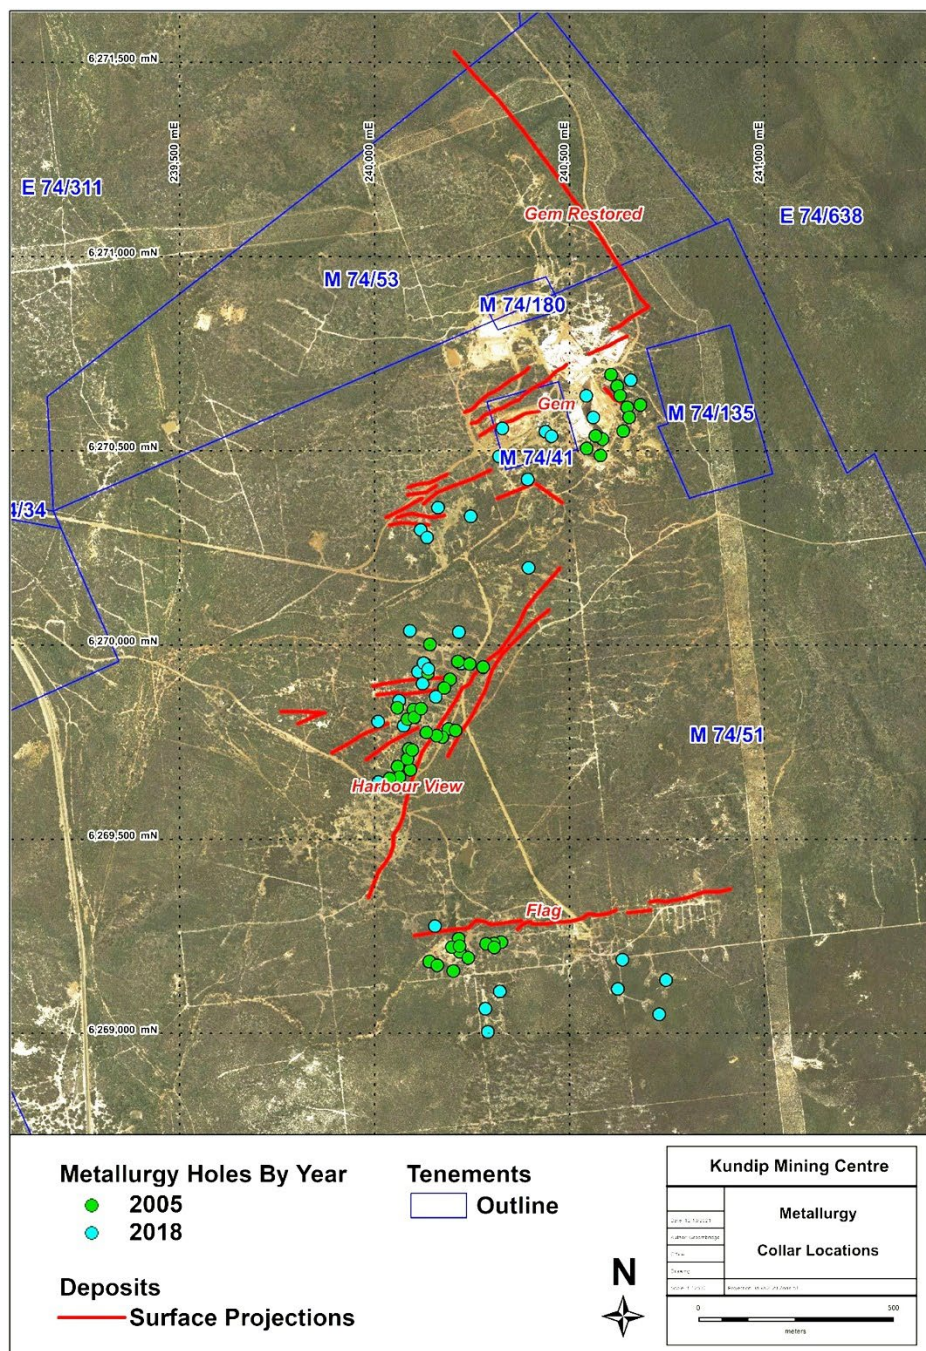 6,271,500 mN
239,500 mE
240,000 mE
240,500 mE
241,000 mE
E 74/311
Gem Restored
E 74/638
6,271,000 mN
M 74/53
M 74/180
Gem
M 74/135
6,270,500 mN
M 74/41
4/34
6,270,000 mN
M 74/51
Harbour View
6,269,500 mN
Flag
6,269,000 mN
Metallurgy Holes By Year
2005
2018
Deposits
Surface Projections
Tenements
Outline
N
Kundip Mining Centre
Metallurgy
Collar Locations
0 500
meters